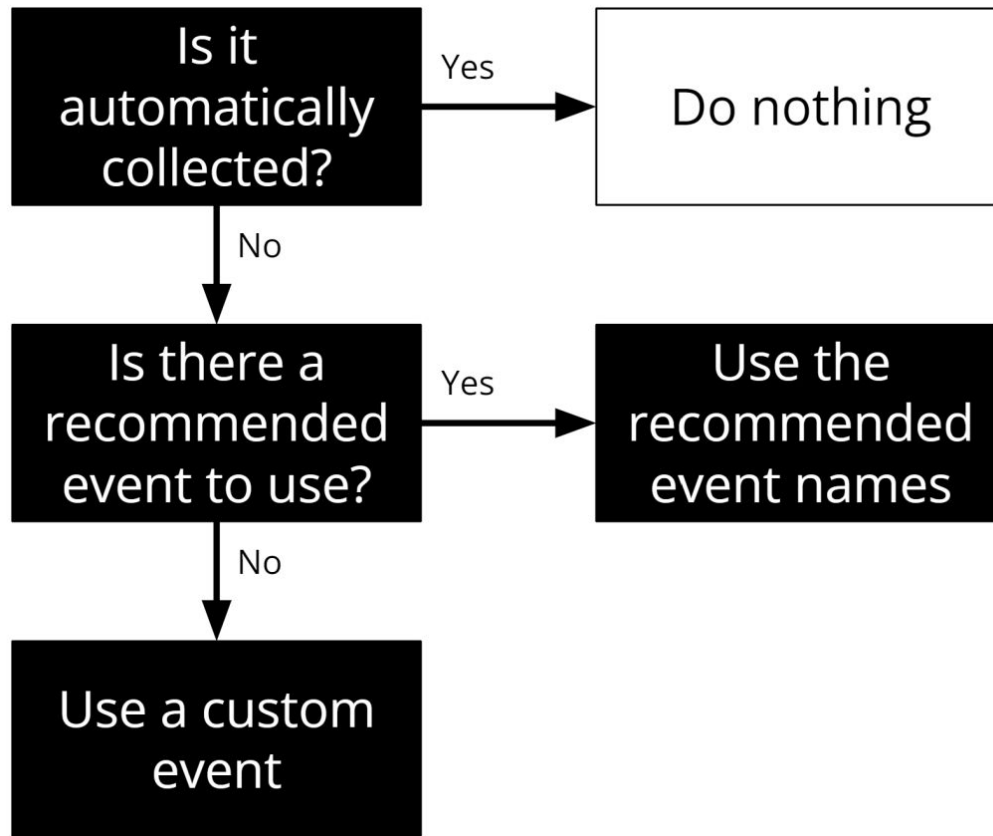 Is it
automatically
collected?
Yes
Do nothing
No
Is there a
recommended
event to use?
Yes
Use the
recommended
event names
No
Use a custom
event